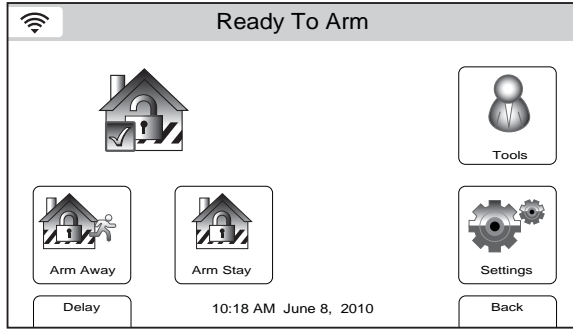 Ready To Arm
Tools
Arm Away
Arm Stay
Settings
Delay
10:18 AM June 8, 2010
Back